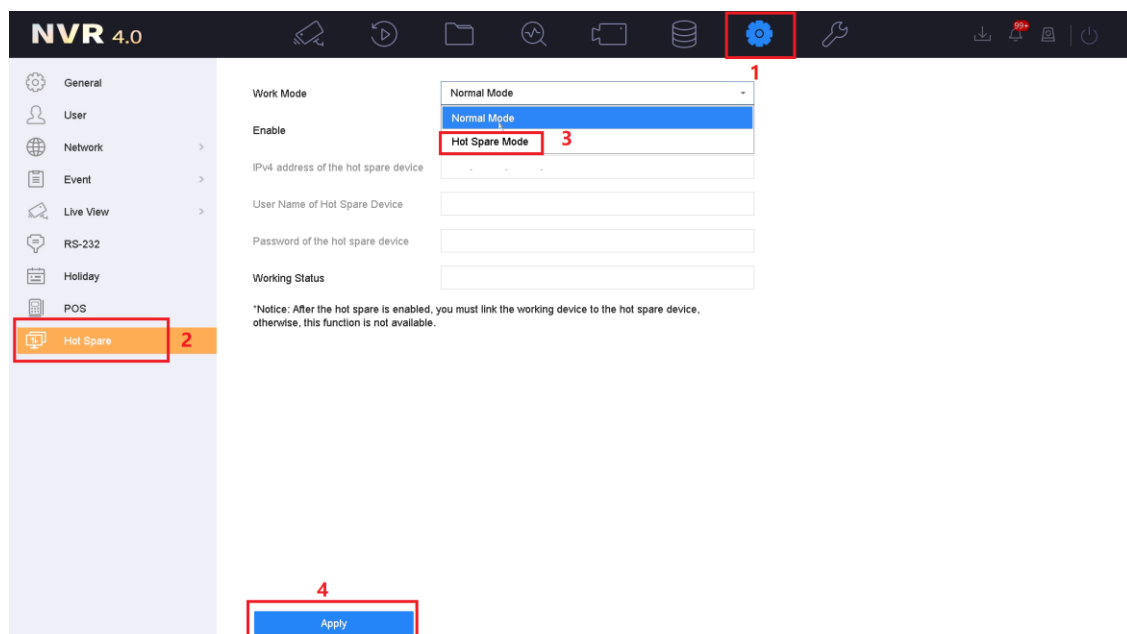 NVR 4.0
99+
1
General
User
Network
Event
Live View
RS-232
Holiday
POS
Hot Spare
2
Work Mode
Normal Mode
Normal Mode
Enable
Hot Spare Mode
3
IPv4 address of the hot spare device
. . .
User Name of Hot Spare Device
Password of the hot spare device
Working Status
*Notice: After the hot spare is enabled, you must link the working device to the hot spare device,
otherwise, this function is not available.
4
Apply